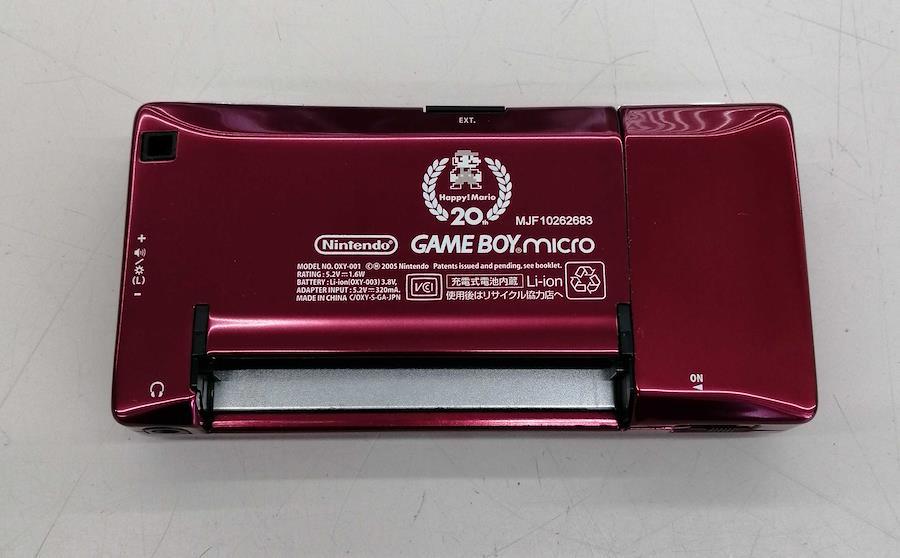 EXT.
Happy! Mario
20th
MJF10262683
Nintendo
GAME BOY micro
MODEL NO. OXY-001 ©® 2005 Nintendo Patents issued and pending, see booklet.
RATING : 5.2V⎓1.6W
BATTERY : Li-ion(OXY-003) 3.8V,
ADAPTER INPUT : 5.2V⎓320mA.
MADE IN CHINA C/OXY-S-GA-JPN
VCI
充電式電池内蔵 Li-ion
使用後はリサイクル協力店へ
+
-
ON